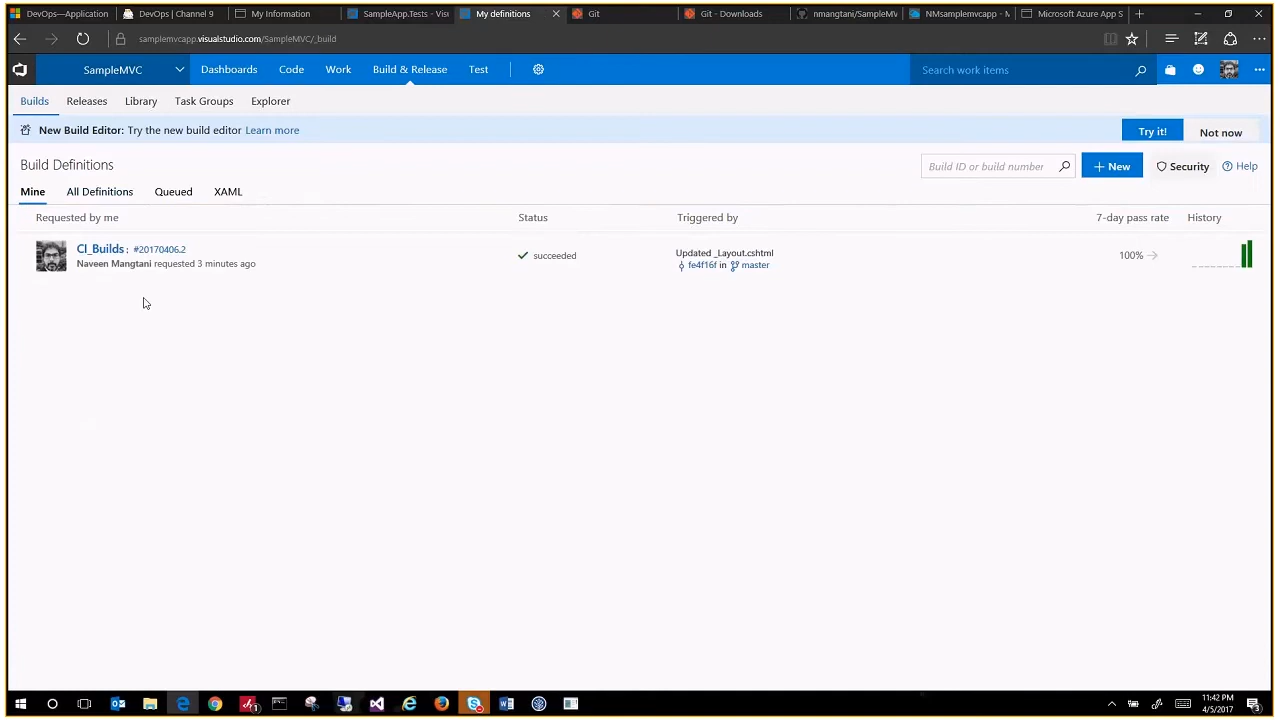 DevOps—Application
DevOps | Channel 9
My Information
SampleApp.Tests - Vis
My definitions
Git
Git - Downloads
nmangtani/SampleM
NMsamplemvcapp - M
Microsoft Azure App S
samplemvcapp.visualstudio.com/SampleMVC/_build
SampleMVC
Dashboards
Code
Work
Build & Release
Test
Search work items
Builds
Releases
Library
Task Groups
Explorer
New Build Editor: Try the new build editor Learn more
Try it!
Not now
Build Definitions
Build ID or build number
+ New
Security
Help
Mine
All Definitions
Queued
XAML
Requested by me
Status
Triggered by
7-day pass rate
History
CI_Builds : #20170406.2
Naveen Mangtani requested 3 minutes ago
succeeded
Updated _Layout.cshtml
fe4f16f in master
100%
11:42 PM
4/5/2017